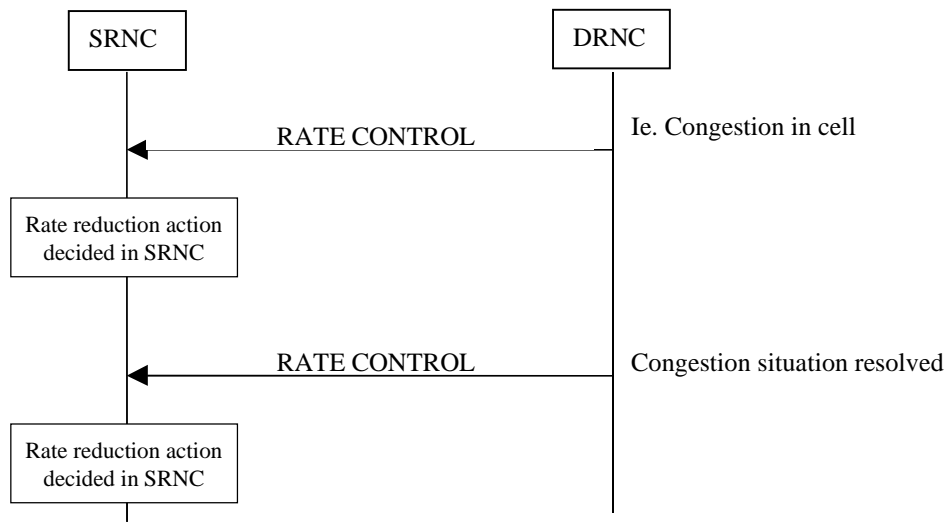 SRNC
DRNC
Ie. Congestion in cell
RATE CONTROL
Rate reduction action
decided in SRNC
RATE CONTROL
Congestion situation resolved
Rate reduction action
decided in SRNC